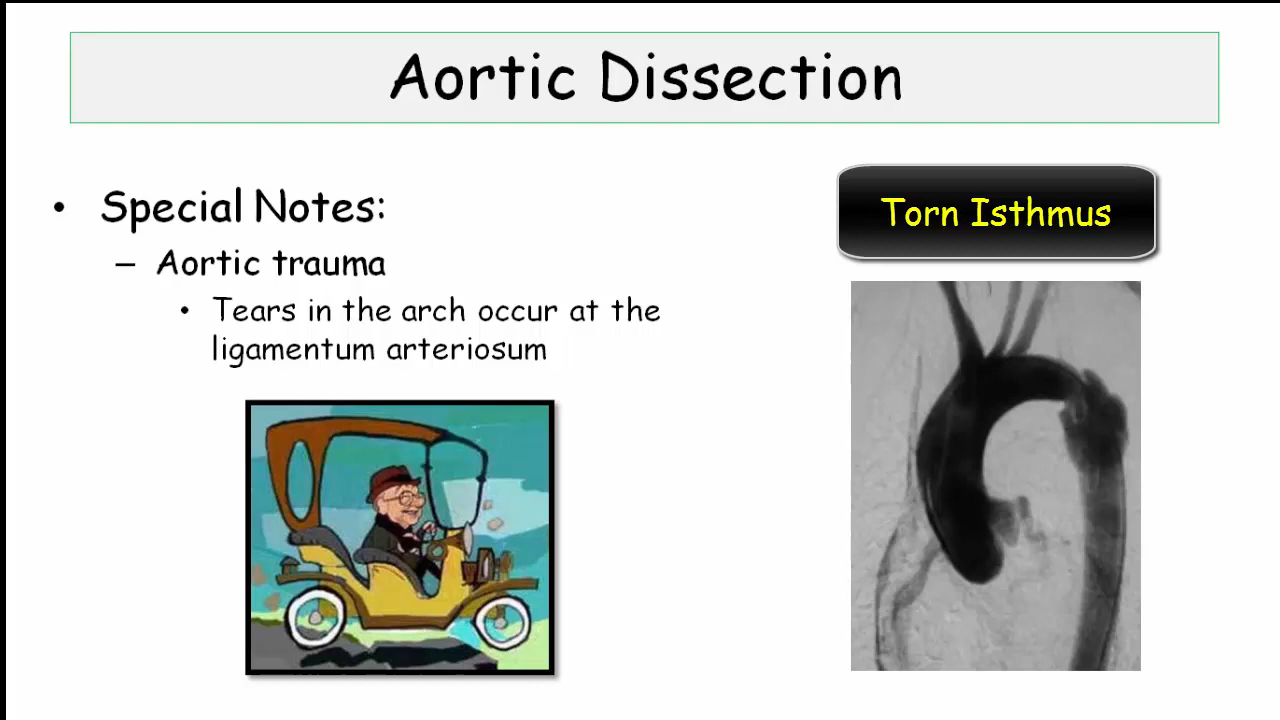 Aortic Dissection
• Special Notes:
– Aortic trauma
• Tears in the arch occur at the
ligamentum arteriosum
Torn Isthmus